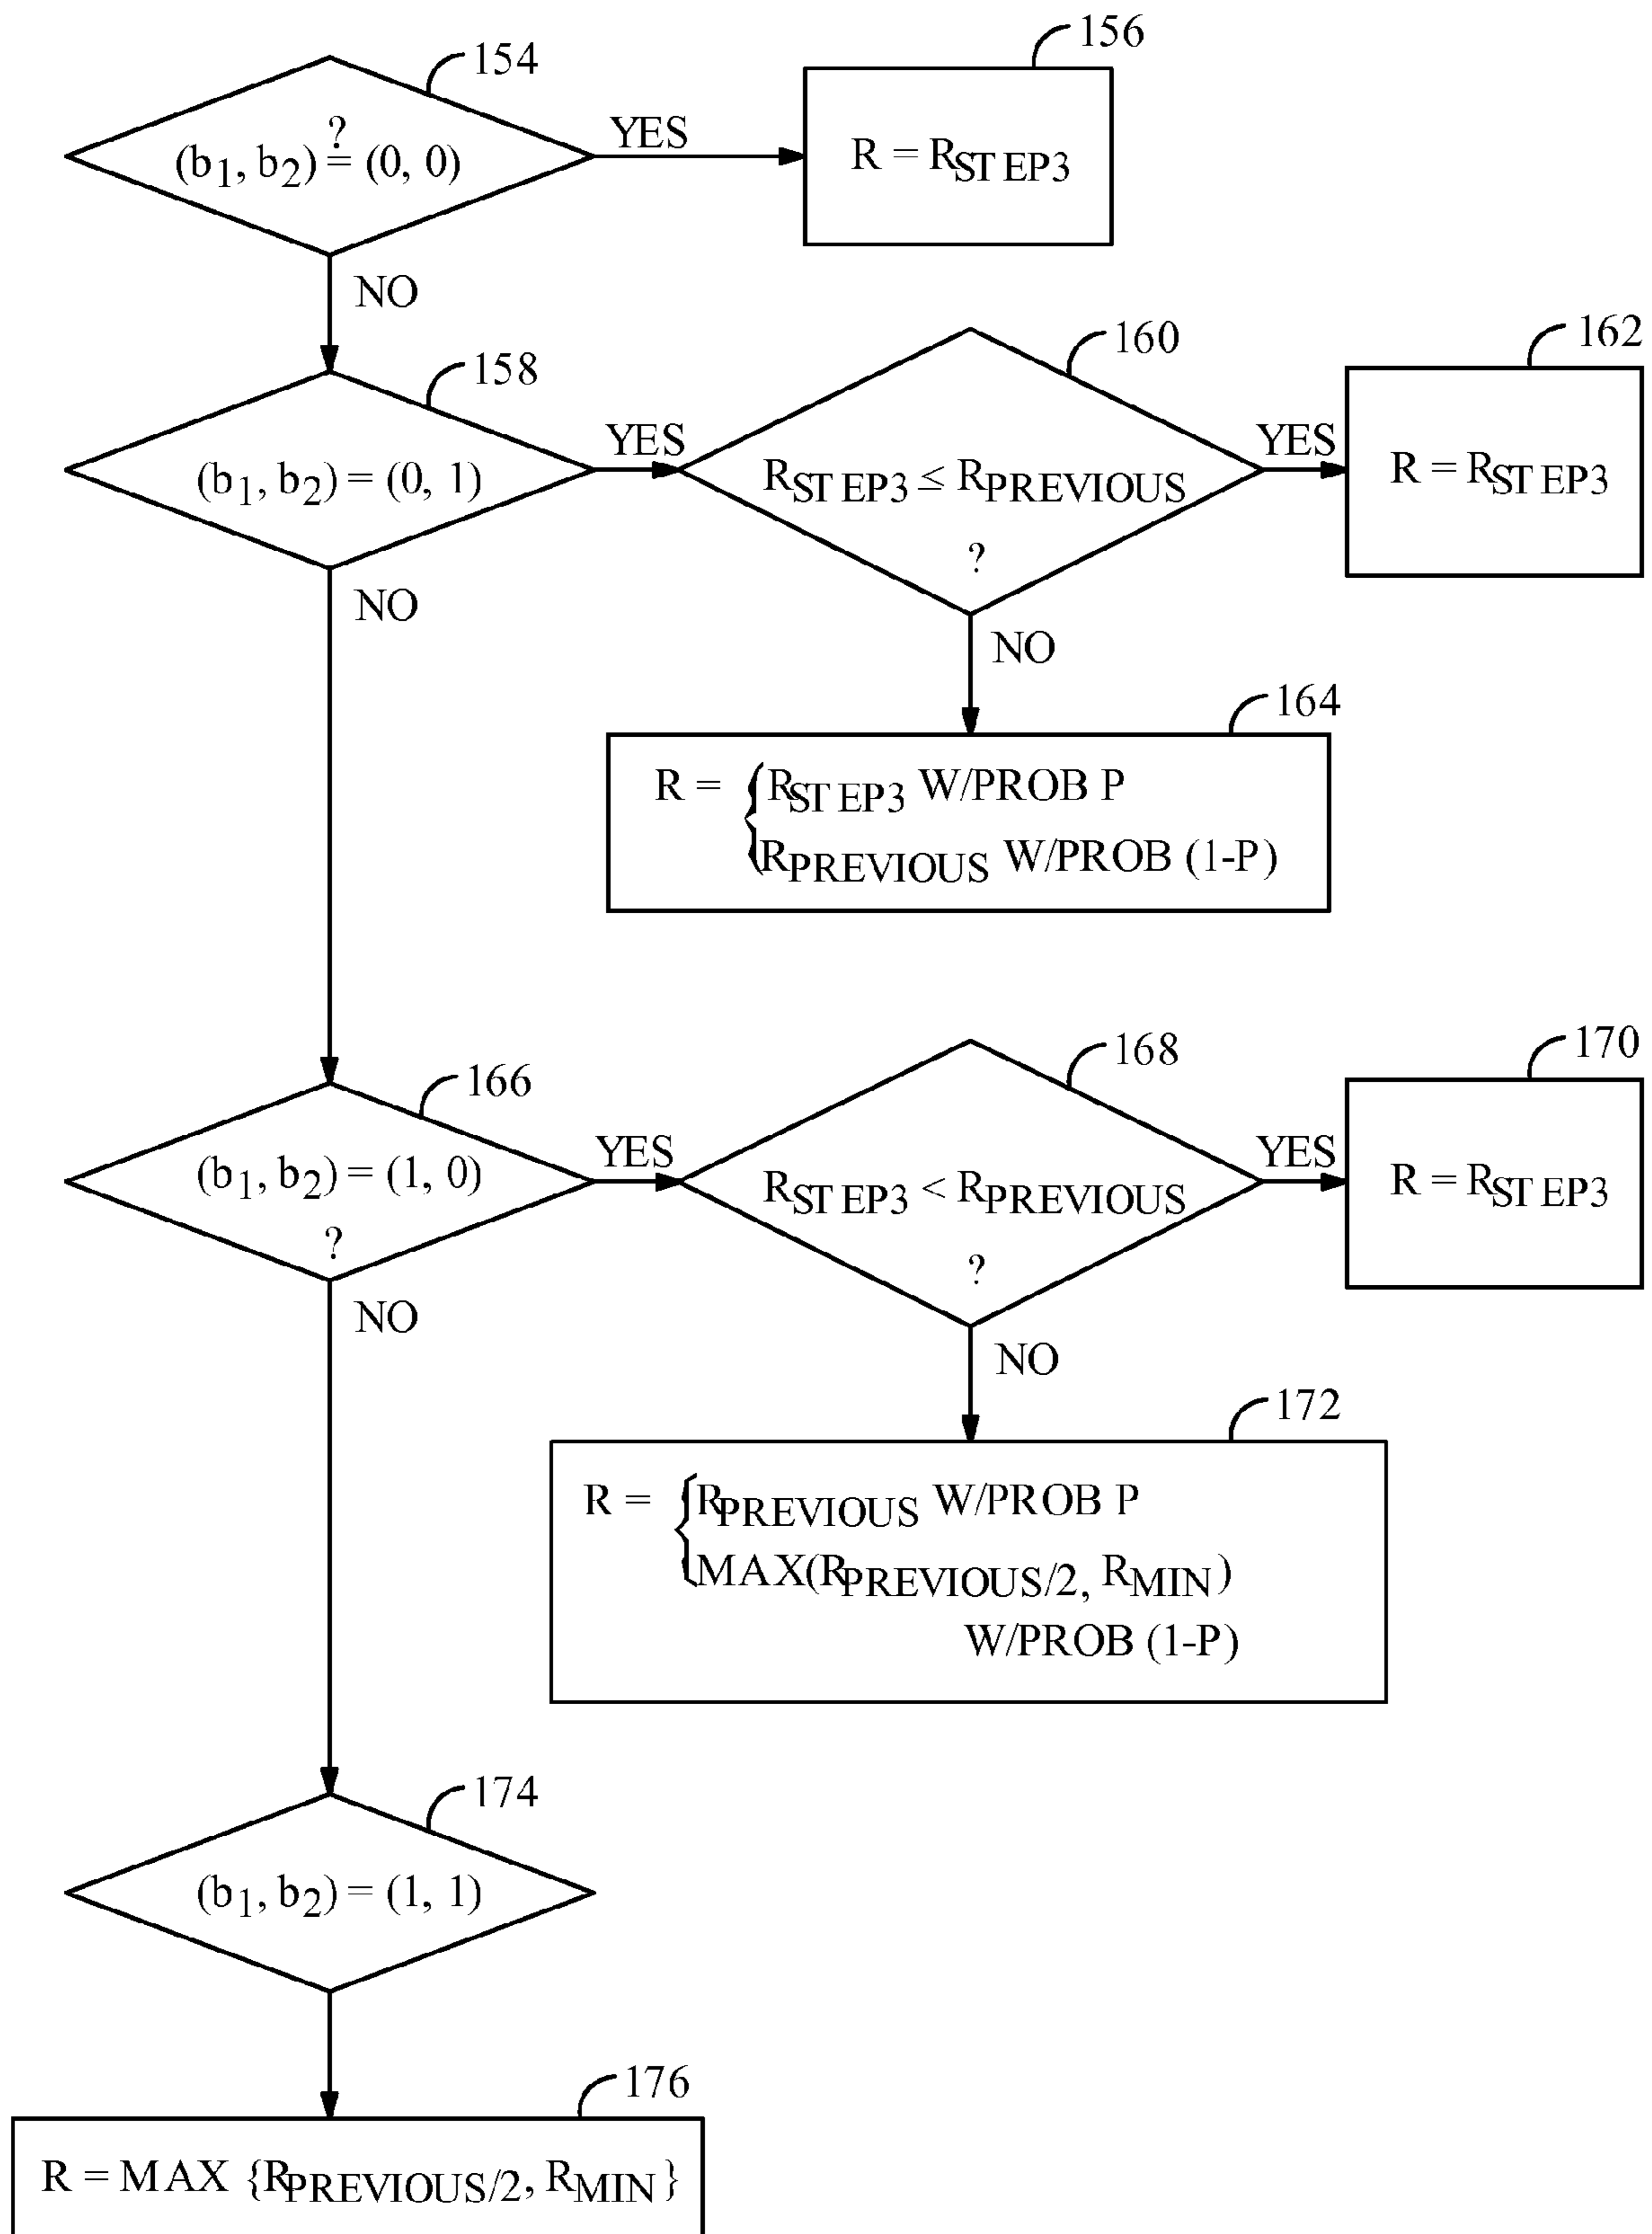 154
?
(b1, b2) = (0, 0)
YES
156
R = RSTEP3
NO
158
(b1, b2) = (0, 1)
YES
160
RSTEP3 ≤ RPREVIOUS
?
YES
162
R = RSTEP3
NO
NO
164
R = { RSTEP3 W/PROB P
RPREVIOUS W/PROB (1-P)
166
(b1, b2) = (1, 0)
?
YES
168
RSTEP3 < RPREVIOUS
?
YES
170
R = RSTEP3
NO
NO
172
R = { RPREVIOUS W/PROB P
MAX(RPREVIOUS/2, RMIN)
W/PROB (1-P)
174
(b1, b2) = (1, 1)
176
R = MAX {RPREVIOUS/2, RMIN}